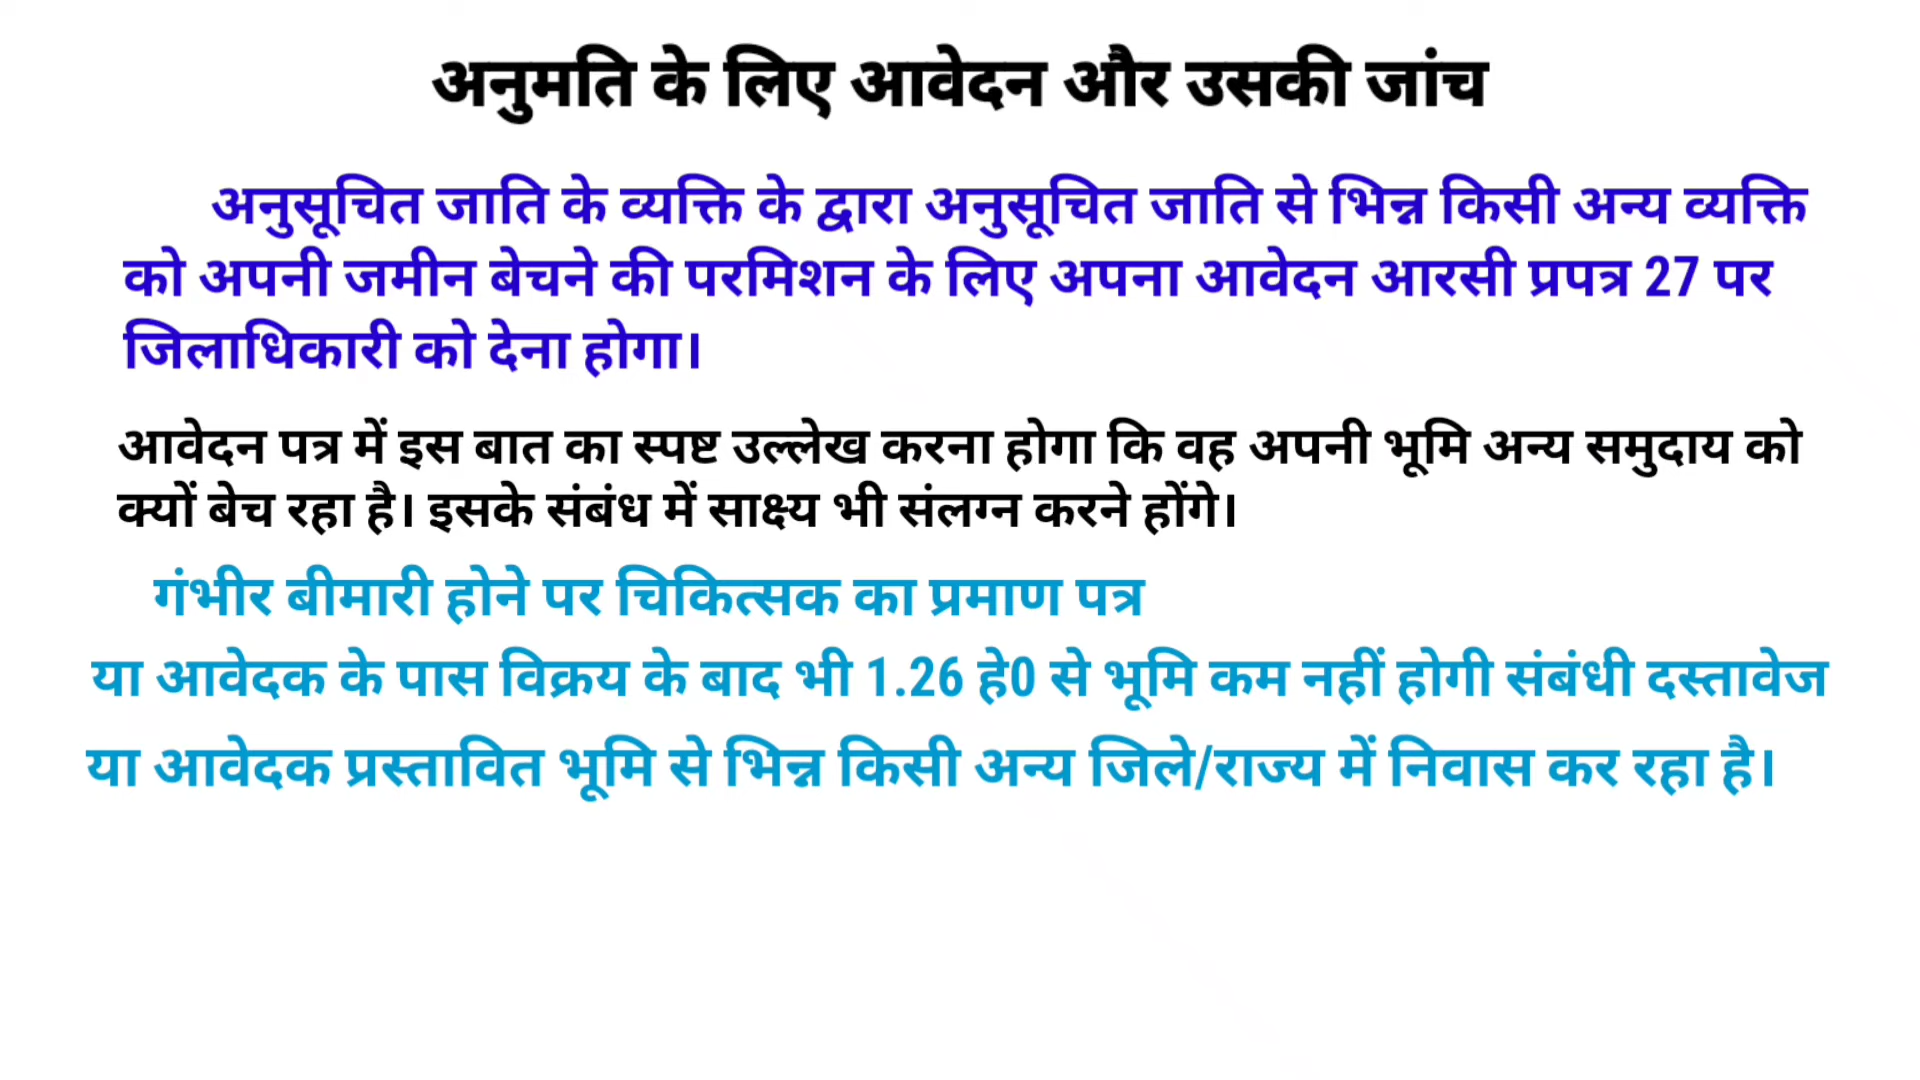 अनुमति के लिए आवेदन और उसकी जांच
अनुसूचित जाति के व्यक्ति के द्वारा अनुसूचित जाति से भिन्न किसी अन्य व्यक्ति
को अपनी जमीन बेचने की परमिशन के लिए अपना आवेदन आरसी प्रपत्र 27 पर
जिलाधिकारी को देना होगा।
आवेदन पत्र में इस बात का स्पष्ट उल्लेख करना होगा कि वह अपनी भूमि अन्य समुदाय को
क्यों बेच रहा है। इसके संबंध में साक्ष्य भी संलग्न करने होंगे।
गंभीर बीमारी होने पर चिकित्सक का प्रमाण पत्र
या आवेदक के पास विक्रय के बाद भी 1.26 हे0 से भूमि कम नहीं होगी संबंधी दस्तावेज
या आवेदक प्रस्तावित भूमि से भिन्न किसी अन्य जिले/राज्य में निवास कर रहा है।